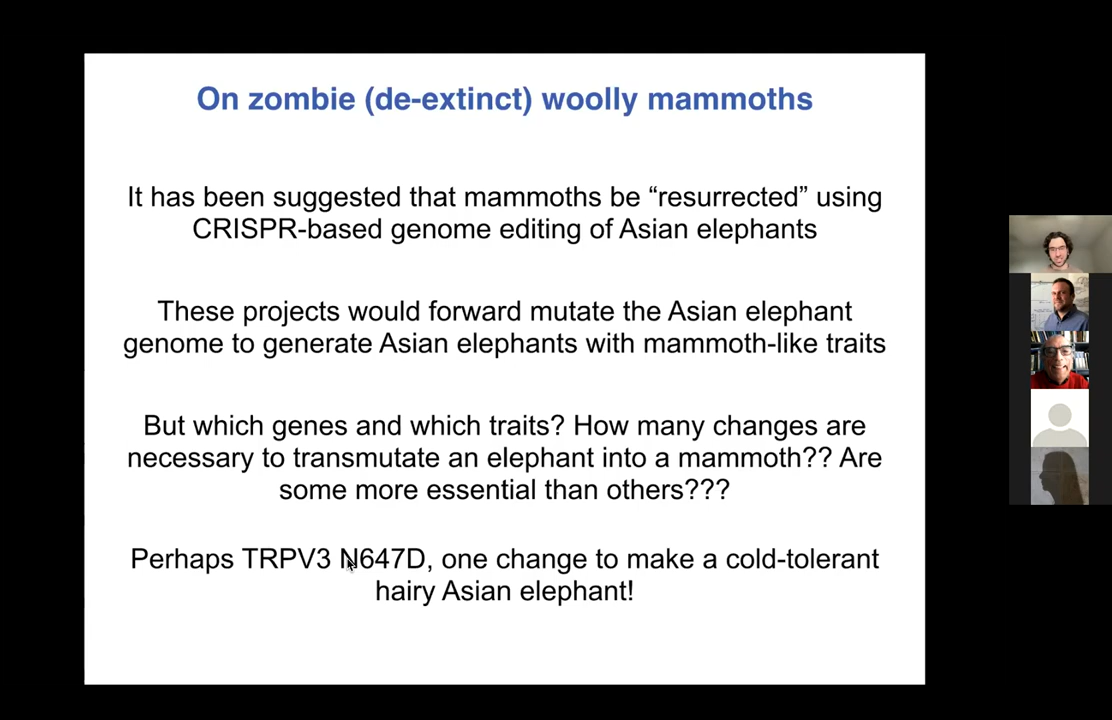 On zombie (de-extinct) woolly mammoths
It has been suggested that mammoths be “resurrected” using
CRISPR-based genome editing of Asian elephants
These projects would forward mutate the Asian elephant
genome to generate Asian elephants with mammoth-like traits
But which genes and which traits? How many changes are
necessary to transmutate an elephant into a mammoth?? Are
some more essential than others???
Perhaps TRPV3 N647D, one change to make a cold-tolerant
hairy Asian elephant!